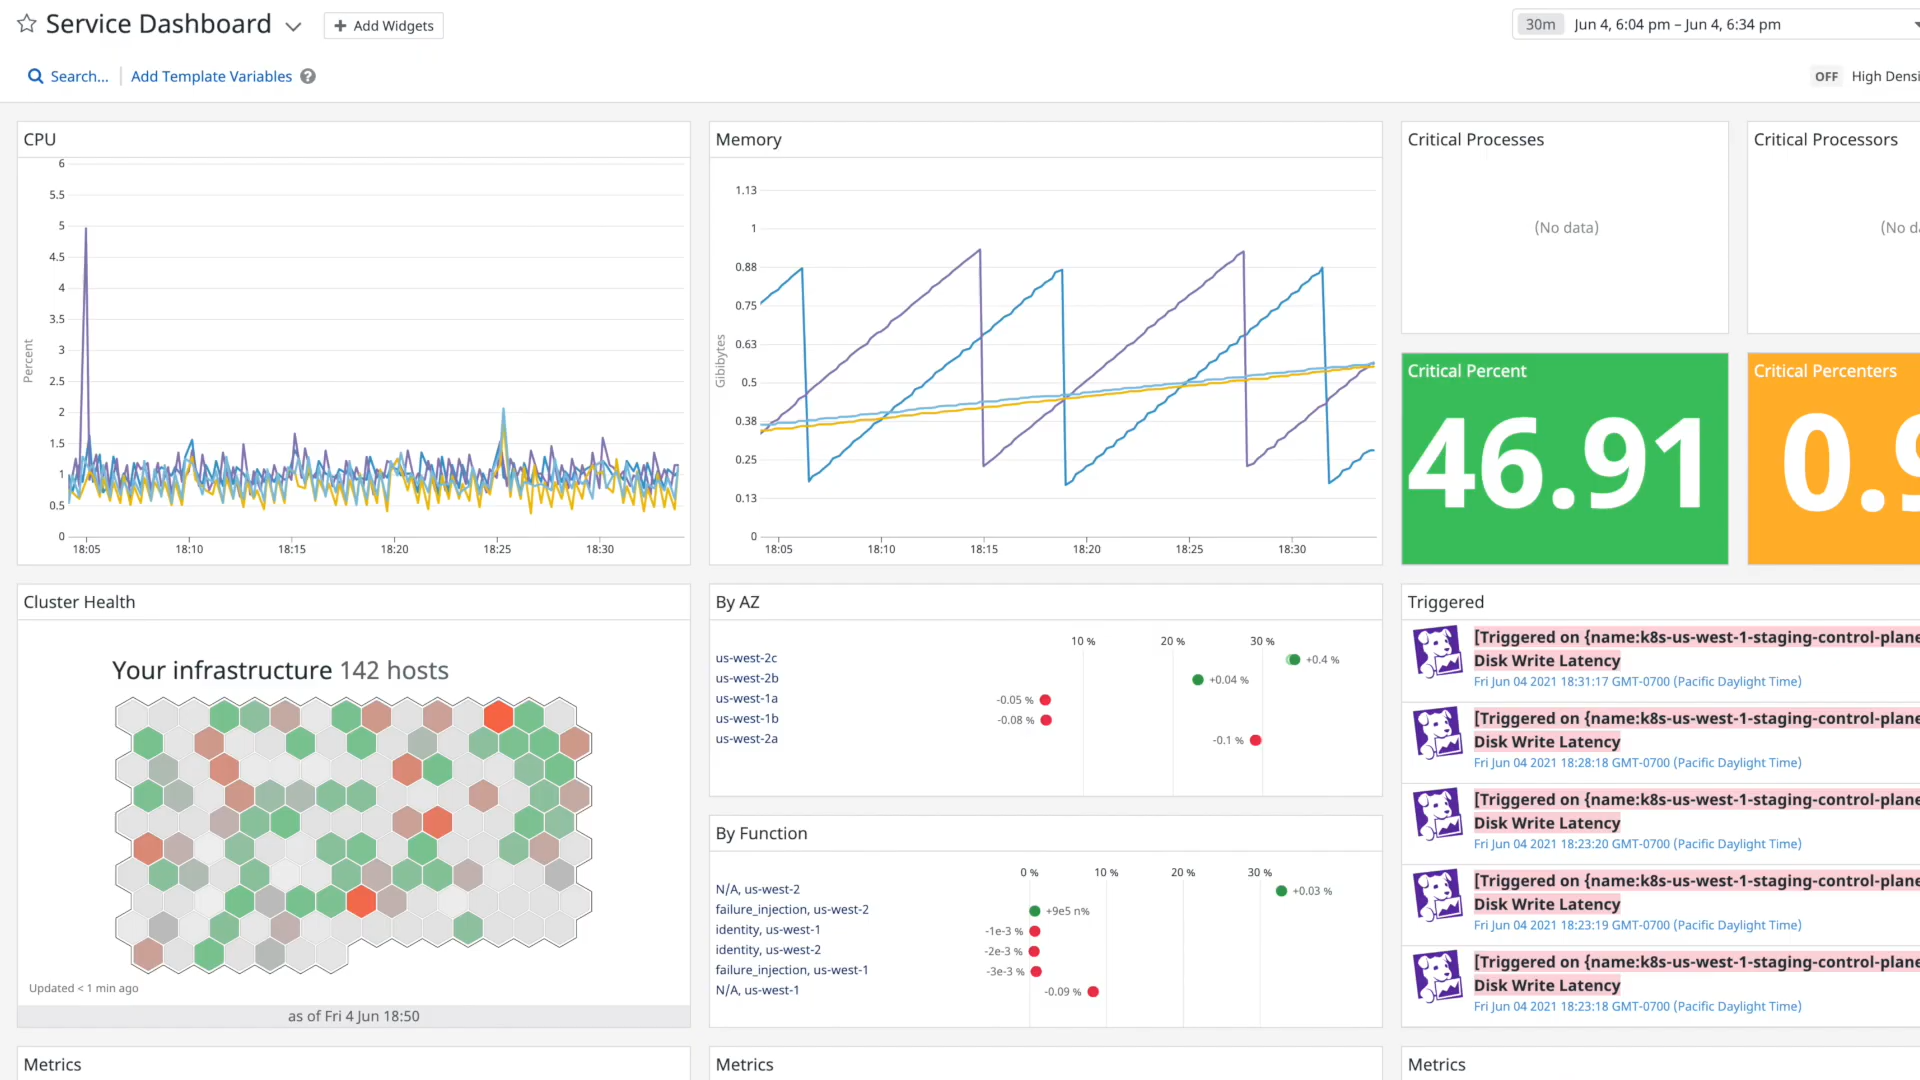 Service Dashboard
+ Add Widgets
30m Jun 4, 6:04 pm – Jun 4, 6:34 pm
Search...
Add Template Variables ?
OFF High Densi
CPU
6
5.5
5
4.5
4
3.5
3
2.5
2
1.5
1
0.5
0
Percent
18:05 18:10 18:15 18:20 18:25 18:30
Memory
1.13
1
0.88
0.75
0.63
0.5
0.38
0.25
0.13
0
Gibibytes
18:05 18:10 18:15 18:20 18:25 18:30
Critical Processes
(No data)
Critical Processors
(No da
Critical Percent
46.91
Critical Percenters
0.9
Cluster Health
Your infrastructure 142 hosts
Updated < 1 min ago
as of Fri 4 Jun 18:50
By AZ
10 % 20 % 30 %
us-west-2c +0.4 %
us-west-2b +0.04 %
us-west-1a -0.05 %
us-west-1b -0.08 %
us-west-2a -0.1 %
By Function
0 % 10 % 20 % 30 %
N/A, us-west-2 +0.03 %
failure_injection, us-west-2 +9e5 n%
identity, us-west-1 -1e-3 %
identity, us-west-2 -2e-3 %
failure_injection, us-west-1 -3e-3 %
N/A, us-west-1 -0.09 %
Triggered
[Triggered on {name:k8s-us-west-1-staging-control-plane
Disk Write Latency
Fri Jun 04 2021 18:31:17 GMT-0700 (Pacific Daylight Time)
[Triggered on {name:k8s-us-west-1-staging-control-plane
Disk Write Latency
Fri Jun 04 2021 18:28:18 GMT-0700 (Pacific Daylight Time)
[Triggered on {name:k8s-us-west-1-staging-control-plane
Disk Write Latency
Fri Jun 04 2021 18:23:20 GMT-0700 (Pacific Daylight Time)
[Triggered on {name:k8s-us-west-1-staging-control-plane
Disk Write Latency
Fri Jun 04 2021 18:23:19 GMT-0700 (Pacific Daylight Time)
[Triggered on {name:k8s-us-west-1-staging-control-plane
Disk Write Latency
Fri Jun 04 2021 18:23:18 GMT-0700 (Pacific Daylight Time)
Metrics
Metrics
Metrics